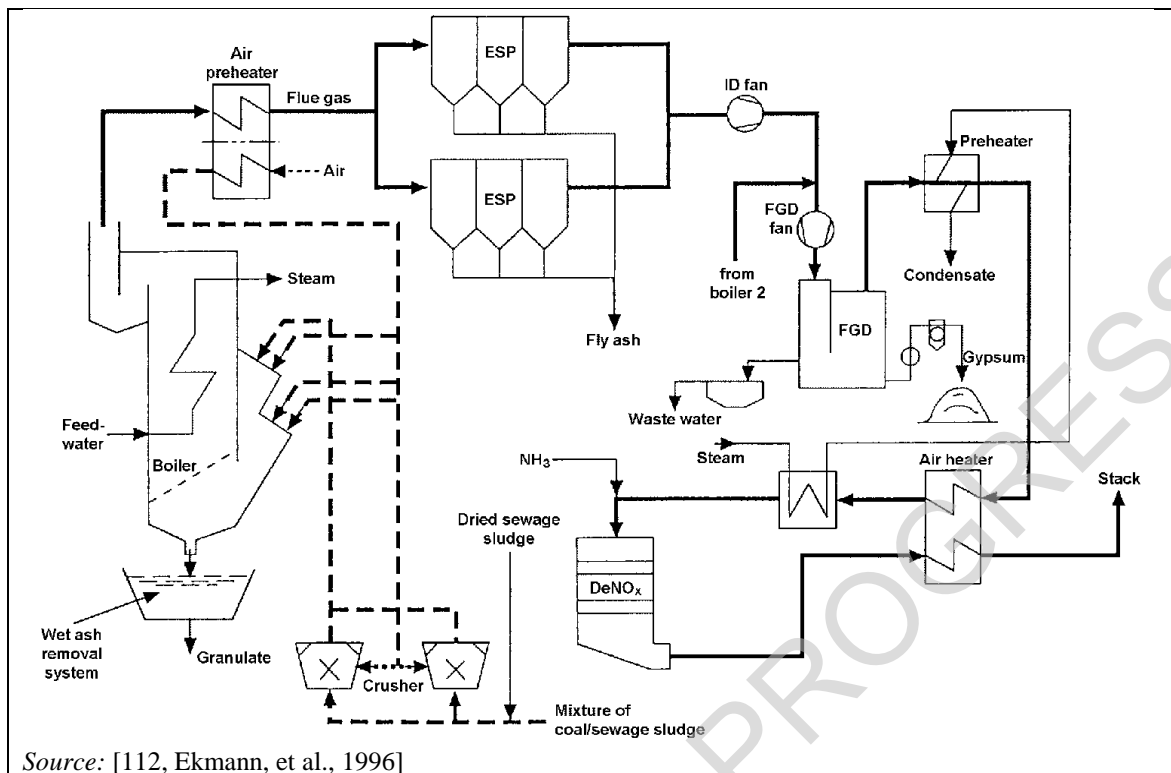 Air
preheater
Flue gas
Air
ESP
ESP
Fly ash
ID fan
FGD
fan
from
boiler 2
Preheater
Condensate
FGD
Gypsum
Waste water
Steam
Feed-
water
Boiler
Wet ash
removal
system
Granulate
Crusher
Dried sewage
sludge
Mixture of
coal/sewage sludge
NH₃
Steam
DeNOₓ
Air heater
Stack
PROGRES
Source: [112, Ekmann, et al., 1996]